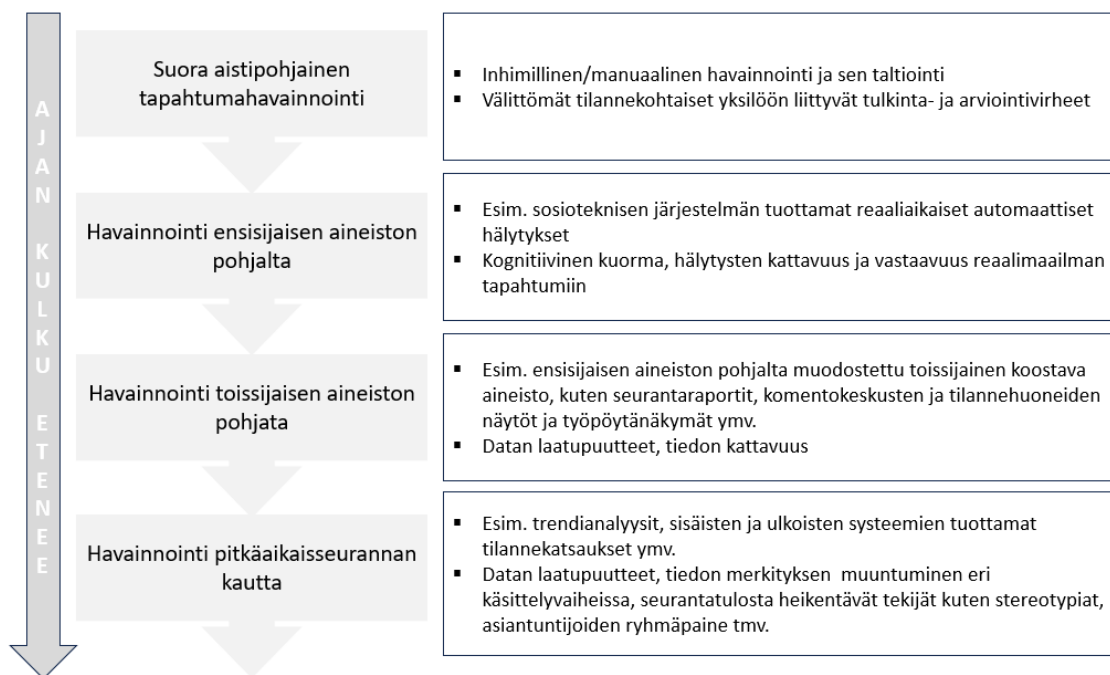 AJAN KULKU ETENEE
Suora aistipohjainen
tapahtumahavainnointi
▪ Inhimillinen/manuaalinen havainnointi ja sen taltiointi
▪ Välittömät tilannekohtaiset yksilöön liittyvät tulkinta- ja arviointivirheet
Havainnointi ensisijaisen aineiston
pohjalta
▪ Esim. sosioteknisen järjestelmän tuottamat reaaliaikaiset automaattiset
hälytykset
▪ Kognitiivinen kuorma, hälytysten kattavuus ja vastaavuus reaalimaailman
tapahtumiin
Havainnointi toissijaisen aineiston
pohjata
▪ Esim. ensisijaisen aineiston pohjalta muodostettu toissijainen koostava
aineisto, kuten seurantaraportit, komentokeskusten ja tilannehuoneiden
näytöt ja työpöytänäkymät ymv.
▪ Datan laatupuutteet, tiedon kattavuus
Havainnointi pitkäaikaisseurannan
kautta
▪ Esim. trendianalyysit, sisäisten ja ulkoisten systeemien tuottamat
tilannekatsaukset ymv.
▪ Datan laatupuutteet, tiedon merkityksen muuntuminen eri
käsittelyvaiheissa, seurantatulosta heikentävät tekijät kuten stereotypiat,
asiantuntijoiden ryhmäpaine tmv.